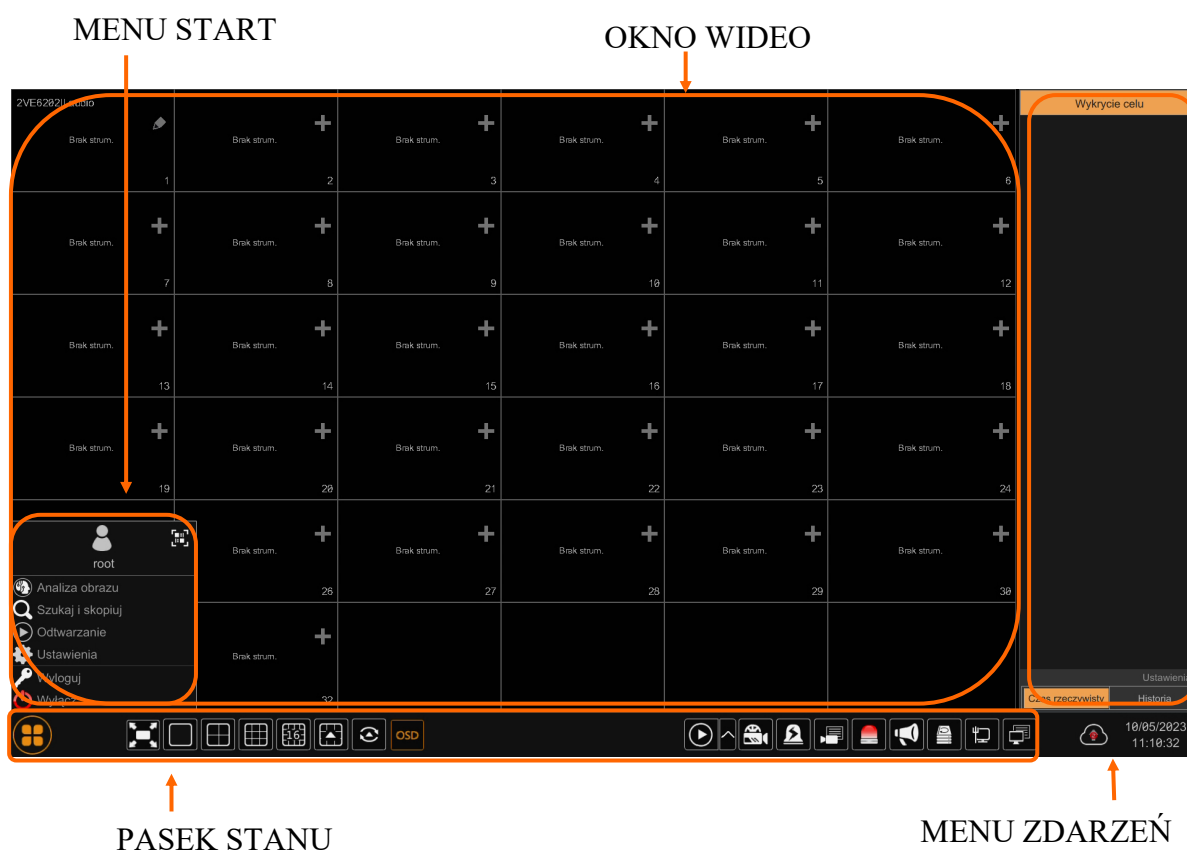 MENU START
OKNO WIDEO
2VE6202II audio
Wykrycie celu
Brak strum.
Brak strum.
Brak strum.
Brak strum.
Brak strum.
Brak strum.
1
2
3
4
5
6
Brak strum.
Brak strum.
Brak strum.
Brak strum.
Brak strum.
Brak strum.
7
8
9
10
11
12
Brak strum.
Brak strum.
Brak strum.
Brak strum.
Brak strum.
Brak strum.
13
14
15
16
17
18
Brak strum.
Brak strum.
Brak strum.
Brak strum.
Brak strum.
Brak strum.
19
20
21
22
23
24
root
Brak strum.
Brak strum.
Brak strum.
Brak strum.
Brak strum.
26
27
28
29
30
Analiza obrazu
Szukaj i skopiuj
Odtwarzanie
Ustawienia
Wyloguj
Brak strum.
32
Ustawienia
Czas rzeczywisty
Historia
16
OSD
10/05/2023
11:10:32
PASEK STANU
MENU ZDARZEŃ